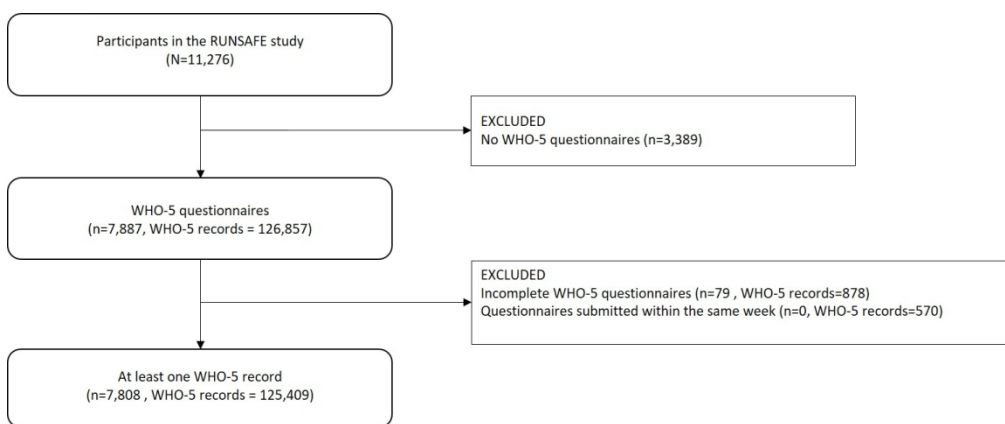 Participants in the RUNSAFE study
(N=11,276)
EXCLUDED
No WHO-5 questionnaires (n=3,389)
WHO-5 questionnaires
(n=7,887, WHO-5 records = 126,857)
EXCLUDED
Incomplete WHO-5 questionnaires (n=79 , WHO-5 records=878)
Questionnaires submitted within the same week (n=0, WHO-5 records=570)
At least one WHO-5 record
(n=7,808 , WHO-5 records = 125,409)